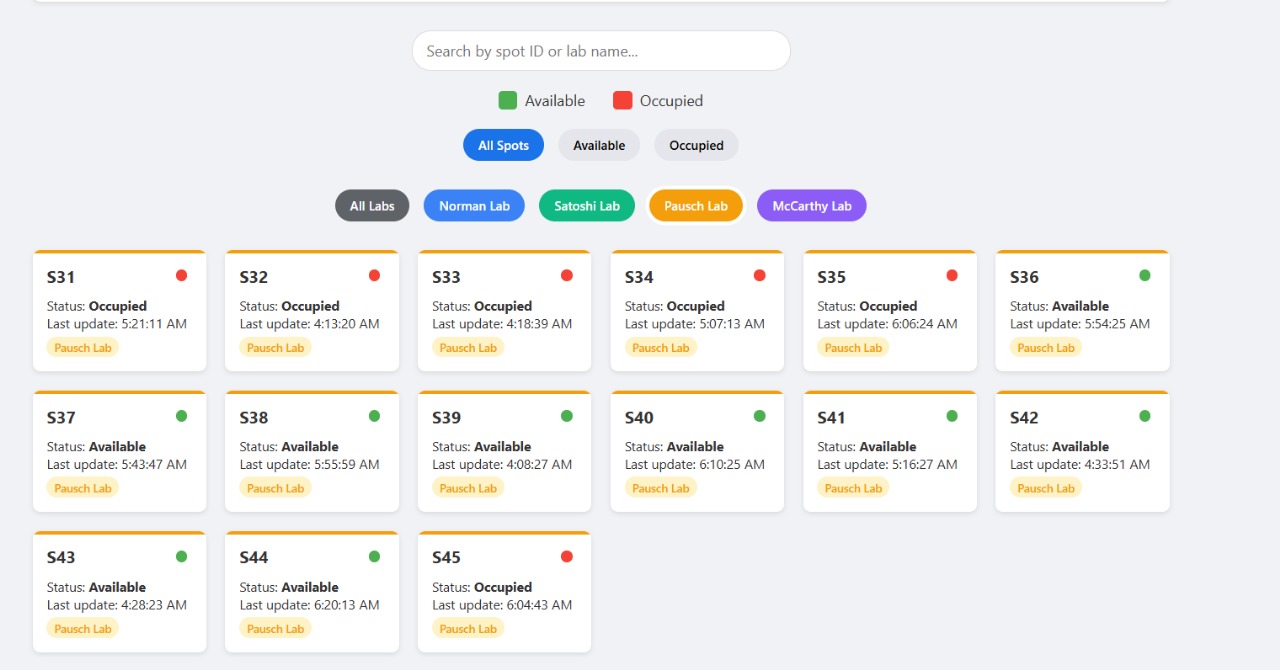 Search by spot ID or lab name...
Available Occupied
All Spots Available Occupied
All Labs Norman Lab Satoshi Lab Pausch Lab McCarthy Lab
S31
Status: Occupied
Last update: 5:21:11 AM
Pausch Lab
S32
Status: Occupied
Last update: 4:13:20 AM
Pausch Lab
S33
Status: Occupied
Last update: 4:18:39 AM
Pausch Lab
S34
Status: Occupied
Last update: 5:07:13 AM
Pausch Lab
S35
Status: Occupied
Last update: 6:06:24 AM
Pausch Lab
S36
Status: Available
Last update: 5:54:25 AM
Pausch Lab
S37
Status: Available
Last update: 5:43:47 AM
Pausch Lab
S38
Status: Available
Last update: 5:55:59 AM
Pausch Lab
S39
Status: Available
Last update: 4:08:27 AM
Pausch Lab
S40
Status: Available
Last update: 6:10:25 AM
Pausch Lab
S41
Status: Available
Last update: 5:16:27 AM
Pausch Lab
S42
Status: Available
Last update: 4:33:51 AM
Pausch Lab
S43
Status: Available
Last update: 4:28:23 AM
Pausch Lab
S44
Status: Available
Last update: 6:20:13 AM
Pausch Lab
S45
Status: Occupied
Last update: 6:04:43 AM
Pausch Lab